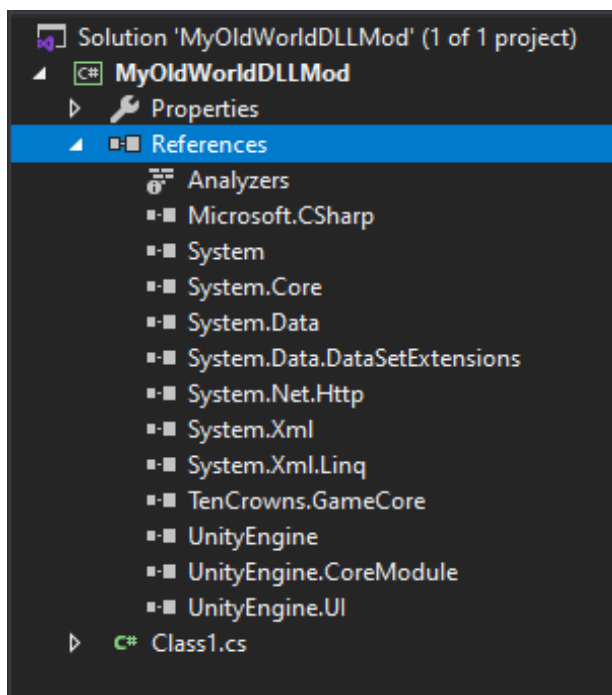 Solution 'MyOldWorldDLLMod' (1 of 1 project)
C# MyOldWorldDLLMod
Properties
References
Analyzers
Microsoft.CSharp
System
System.Core
System.Data
System.Data.DataSetExtensions
System.Net.Http
System.Xml
System.Xml.Linq
TenCrowns.GameCore
UnityEngine
UnityEngine.CoreModule
UnityEngine.UI
C# Class1.cs